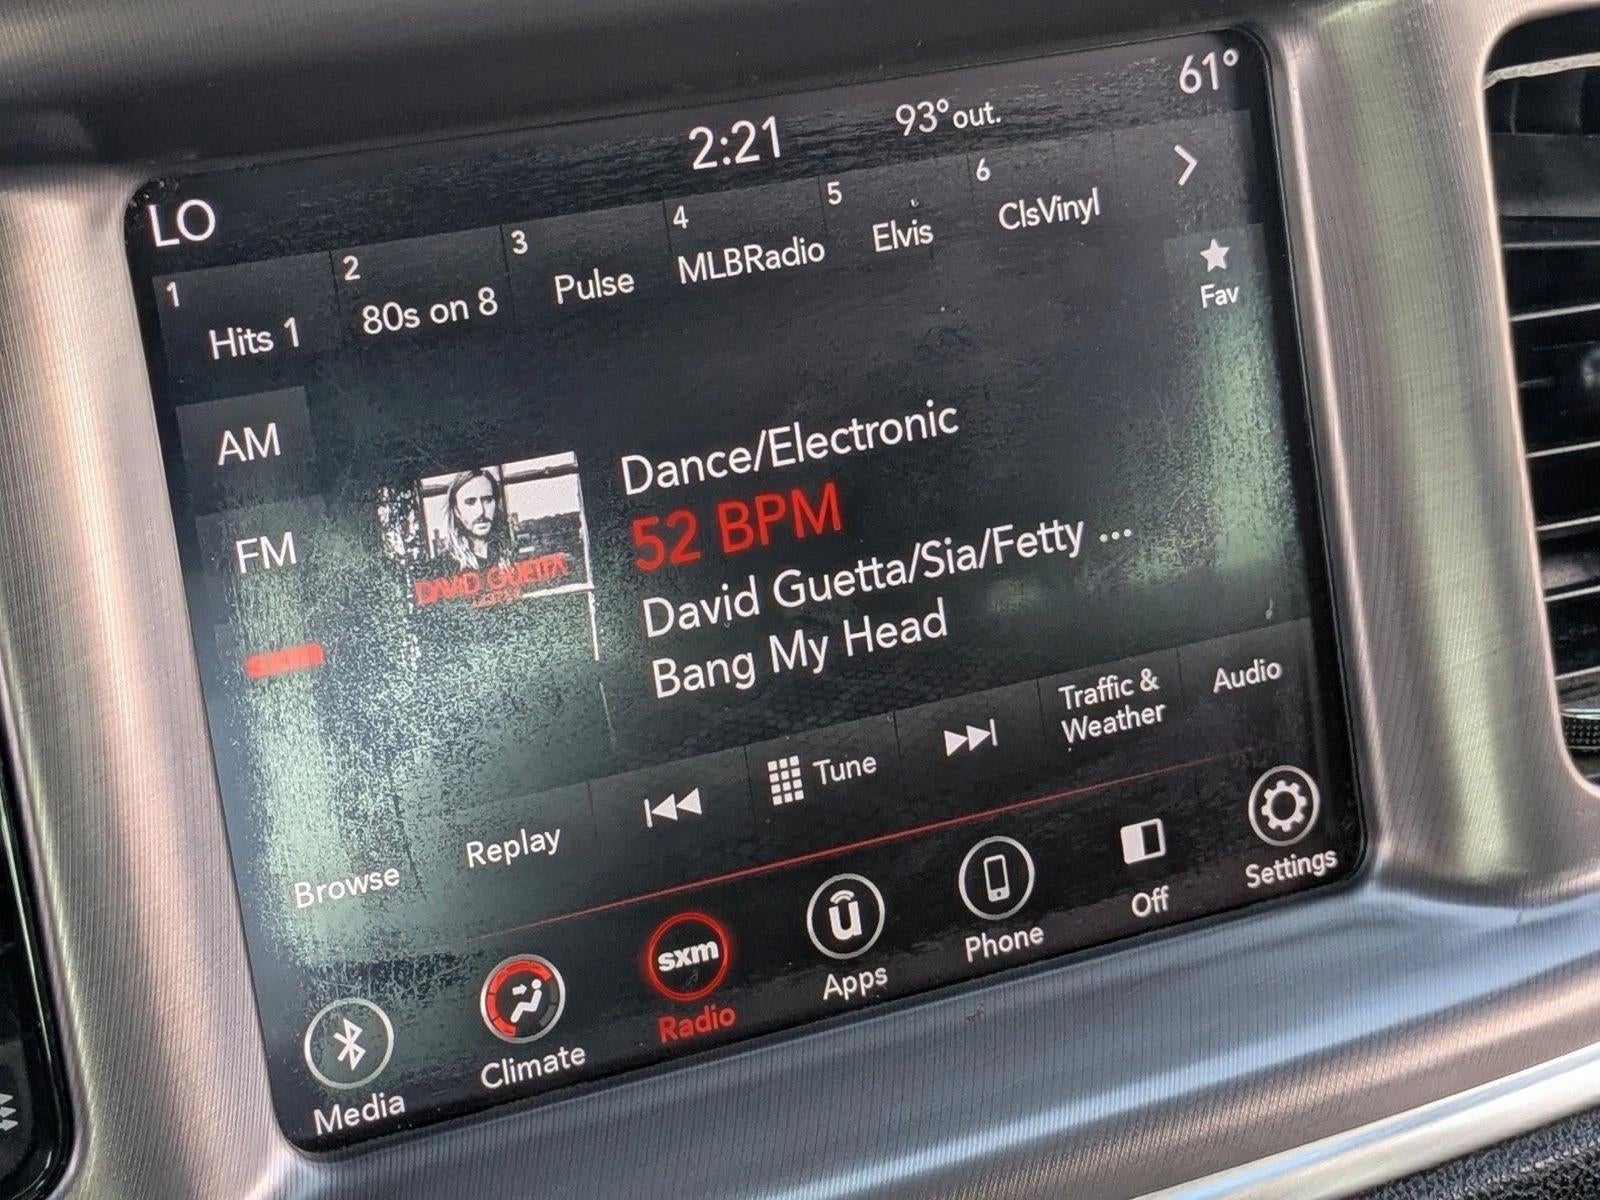 61°
2:21
93° out.
LO
1
Hits 1
2
80s on 8
3
Pulse
4
MLBRadio
5
Elvis
6
ClsVinyl
Fav
AM
FM
sxm
DAVID GUETTA
Dance/Electronic
52 BPM
David Guetta/Sia/Fetty ...
Bang My Head
Browse
Replay
Tune
Traffic &
Weather
Audio
Media
Climate
sxm
Radio
u
Apps
Phone
Off
Settings